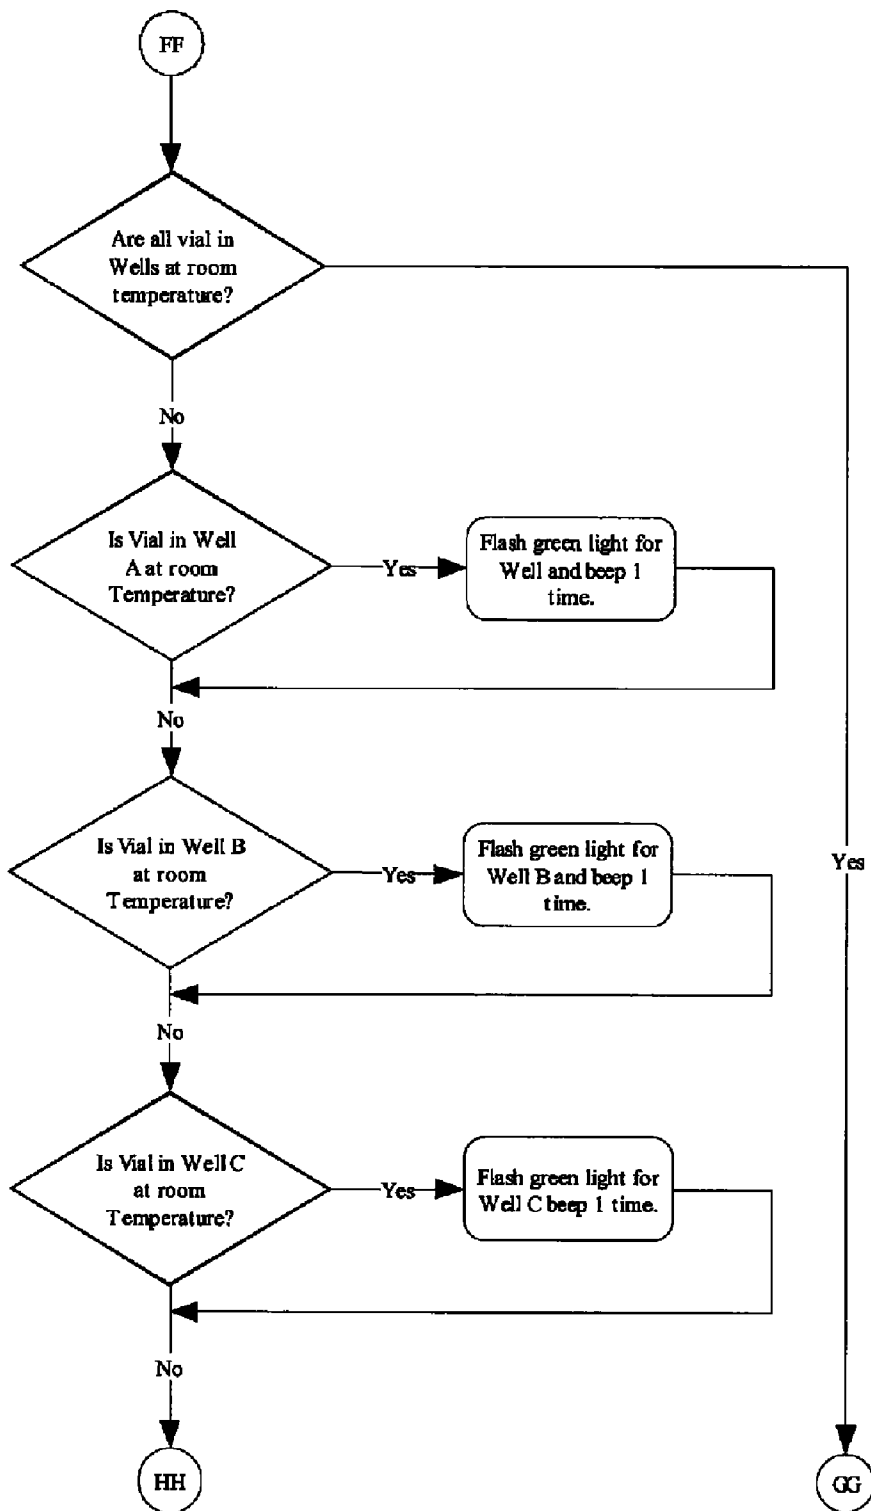 FF
Are all vial in
Wells at room
temperature?
No
Is Vial in Well
A at room
Temperature?
Yes
Flash green light for
Well and beep 1
time.
No
Is Vial in Well B
at room
Temperature?
Yes
Flash green light for
Well B and beep 1
time.
Yes
No
Is Vial in Well C
at room
Temperature?
Yes
Flash green light for
Well C beep 1 time.
No
HH
GG